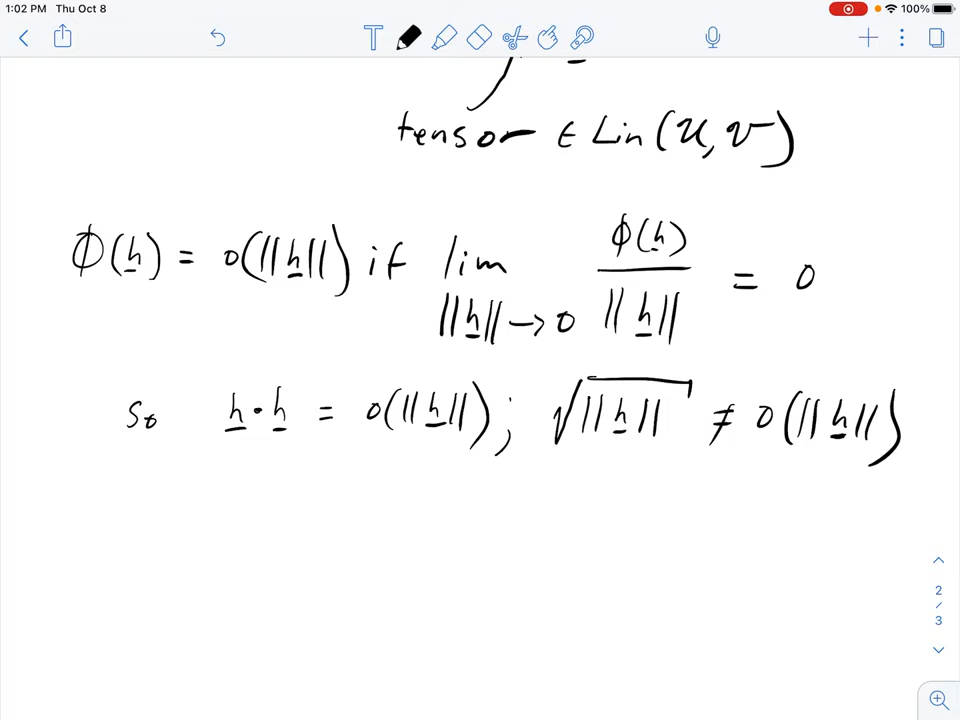 1:02 PM Thu Oct 8 100%
tensor ∈ Lin(U, V)
ϕ(h) = o(||h||) if lim ||h||→0 ϕ(h) / ||h|| = 0
so h · h = o(||h||); √||h|| ≠ o(||h||)
2
/
3